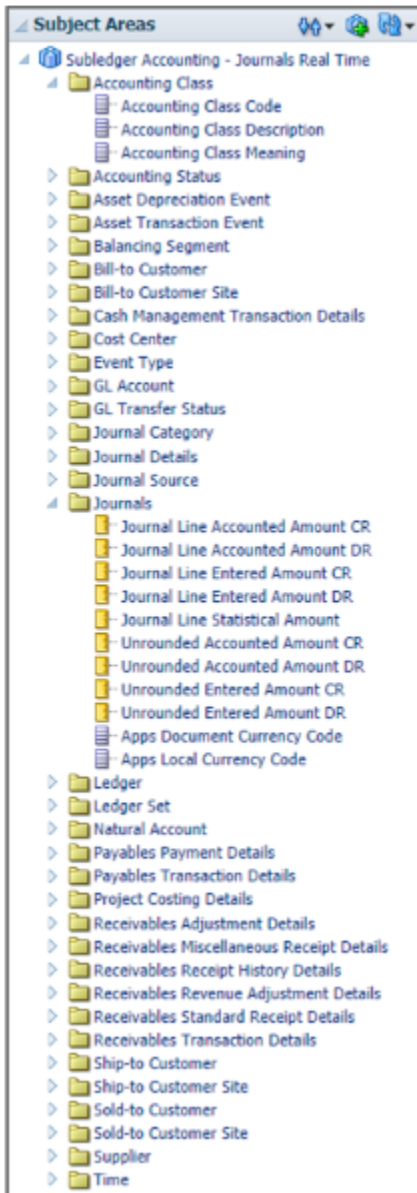 Subject Areas
Subledger Accounting - Journals Real Time
Accounting Class
Accounting Class Code
Accounting Class Description
Accounting Class Meaning
Accounting Status
Asset Depreciation Event
Asset Transaction Event
Balancing Segment
Bill-to Customer
Bill-to Customer Site
Cash Management Transaction Details
Cost Center
Event Type
GL Account
GL Transfer Status
Journal Category
Journal Details
Journal Source
Journals
Journal Line Accounted Amount CR
Journal Line Accounted Amount DR
Journal Line Entered Amount CR
Journal Line Entered Amount DR
Journal Line Statistical Amount
Unrounded Accounted Amount CR
Unrounded Accounted Amount DR
Unrounded Entered Amount CR
Unrounded Entered Amount DR
Apps Document Currency Code
Apps Local Currency Code
Ledger
Ledger Set
Natural Account
Payables Payment Details
Payables Transaction Details
Project Costing Details
Receivables Adjustment Details
Receivables Miscellaneous Receipt Details
Receivables Receipt History Details
Receivables Revenue Adjustment Details
Receivables Standard Receipt Details
Receivables Transaction Details
Ship-to Customer
Ship-to Customer Site
Sold-to Customer
Sold-to Customer Site
Supplier
Time